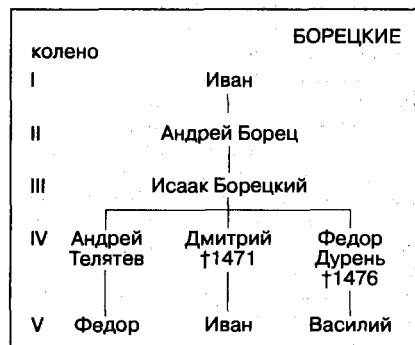 БОРЕЦКИЕ
колено
I Иван
II Андрей Борец
III Исаак Борецкий
IV Андрей Дмитрий Федор
Телятев †1471 Дурень
†1476
V Федор Иван Василий